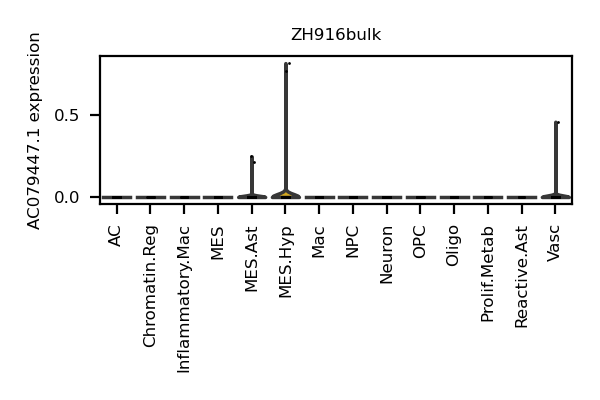 ZH916bulk
AC079447.1 expression
0.5
0.0
AC
Chromatin.Reg
Inflammatory.Mac
MES
MES.Ast
MES.Hyp
Mac
NPC
Neuron
OPC
Oligo
Prolif.Metab
Reactive.Ast
Vasc